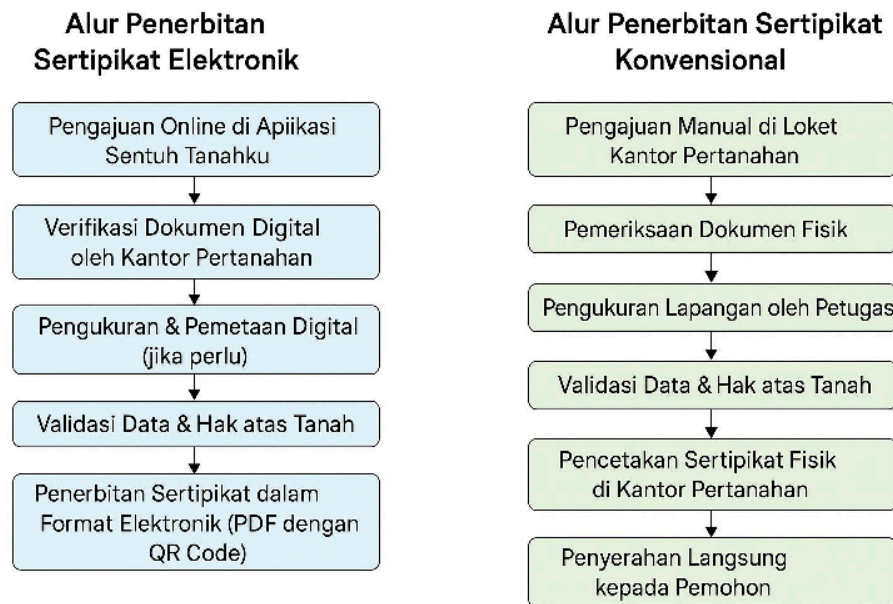 Alur Penerbitan
Sertipikat Elektronik
Pengajuan Online di Apiikasi
Sentuh Tanahku
Verifikasi Dokumen Digital
oleh Kantor Pertanahan
Pengukuran & Pemetaan Digital
(jika perlu)
Validasi Data & Hak atas Tanah
Penerbitan Sertipikat dalam
Format Elektronik (PDF dengan
QR Code)
Alur Penerbitan Sertipikat
Konvensional
Pengajuan Manual di Loket
Kantor Pertanahan
Pemeriksaan Dokumen Fisik
Pengukuran Lapangan oleh Petugas
Validasi Data & Hak atas Tanah
Pencetakan Sertipikat Fisik
di Kantor Pertanahan
Penyerahan Langsung
kepada Pemohon